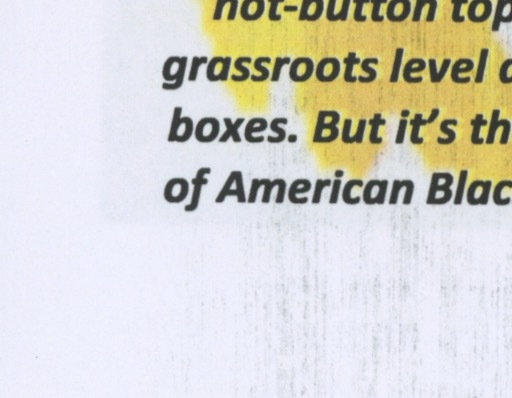 hot-button top
grassroots level
boxes. But it's th
of American Blac